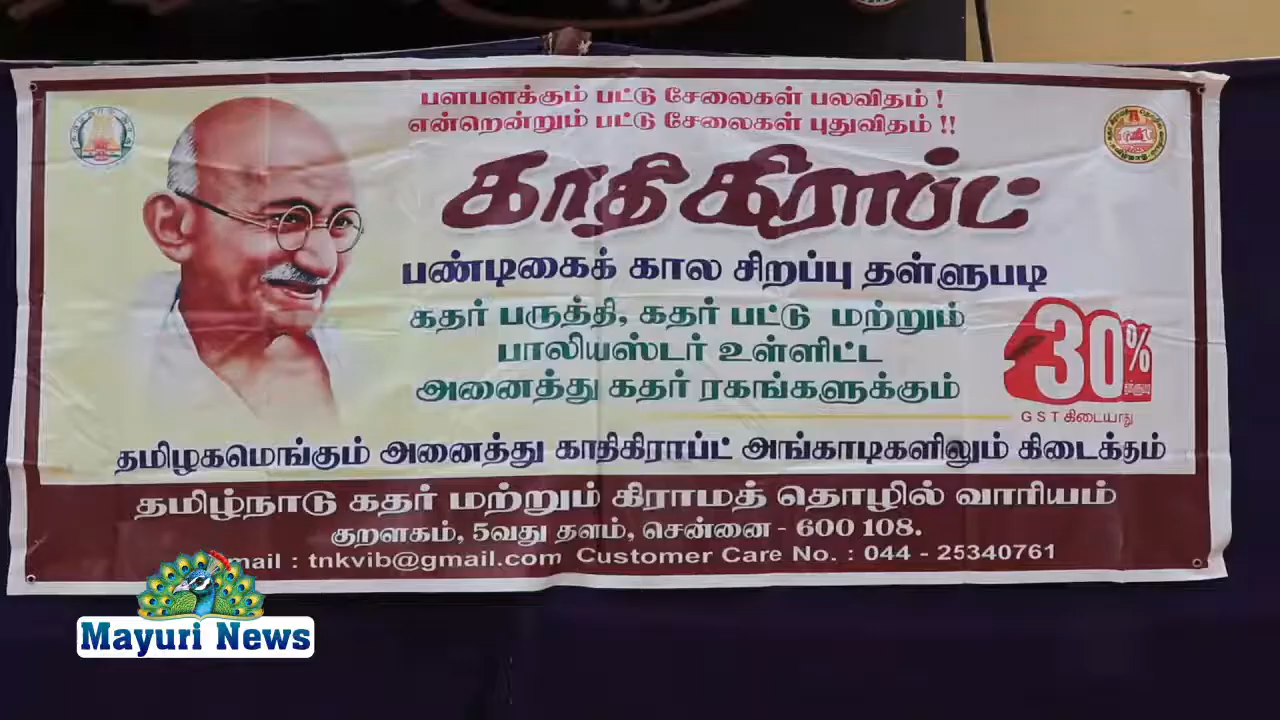 பளபளக்கும் பட்டு சேலைகள் பலவிதம் !
என்றென்றும் பட்டு சேலைகள் புதுவிதம் !!
காதிகிராப்ட்
பண்டிகைக் கால சிறப்பு தள்ளுபடி
கதர் பருத்தி, கதர் பட்டு மற்றும்
பாலியஸ்டர் உள்ளிட்ட
அனைத்து கதர் ரகங்களுக்கும்
30%
GST கிடையாது
தமிழகமெங்கும் அனைத்து காதிகிராப்ட் அங்காடிகளிலும் கிடைக்கும்
தமிழ்நாடு கதர் மற்றும் கிராமத் தொழில் வாரியம்
குறளகம், 5வது தளம், சென்னை - 600 108.
mail : tnkvib@gmail.com Customer Care No. : 044 - 25340761
Mayuri News